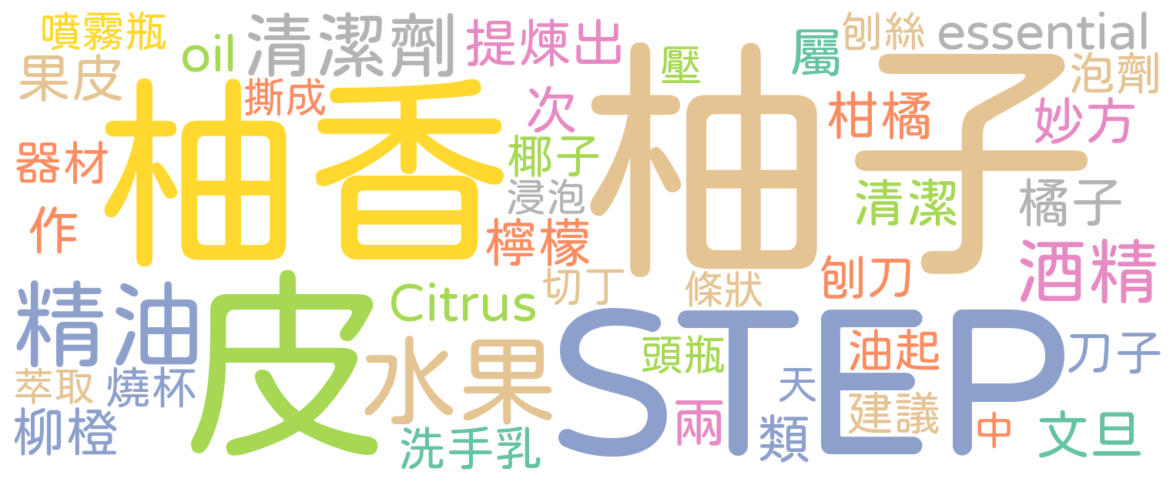 噴霧瓶
oil
清潔劑
提煉出
壓
屬
刨絲
essential
果皮
撕成
次
柑橘
泡劑
妙方
柚香
柚子
器材
椰子
浸泡
清潔
橘子
作
檸檬
切丁
條狀
刨刀
酒精
精油
皮
Citrus
STEP
水果
頭瓶
油起
刀子
萃取
燒杯
天
建議
柳橙
洗手乳
兩
類
中
文旦